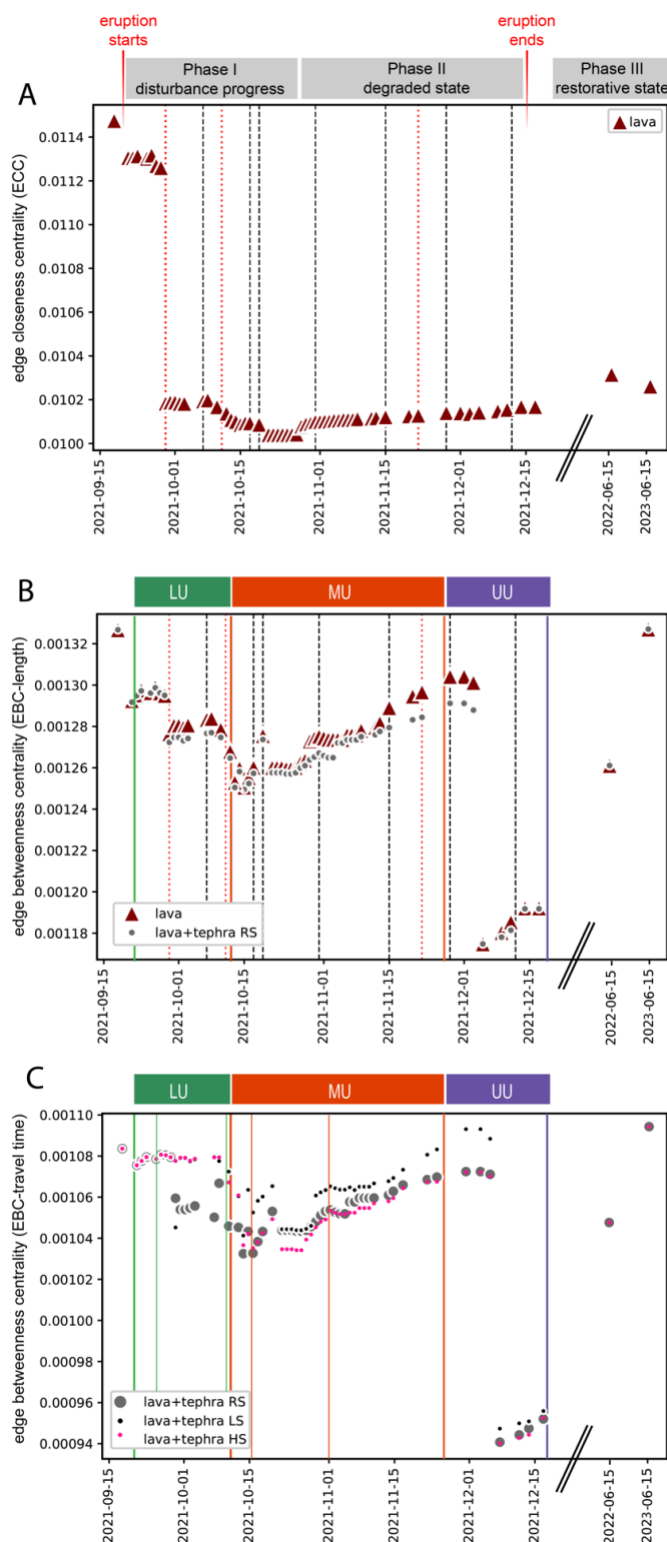 eruption
starts
eruption
ends
Phase I
disturbance progress
Phase II
degraded state
Phase III
restorative state
A
lava
edge closeness centrality (ECC)
0.0114
0.0112
0.0110
0.0108
0.0106
0.0104
0.0102
0.0100
2021-09-15
2021-10-01
2021-10-15
2021-11-01
2021-11-15
2021-12-01
2021-12-15
2022-06-15
2023-06-15
B
LU
MU
UU
edge betweenness centrality (EBC-length)
0.00132
0.00130
0.00128
0.00126
0.00124
0.00122
0.00120
0.00118
lava
lava+tephra RS
2021-09-15
2021-10-01
2021-10-15
2021-11-01
2021-11-15
2021-12-01
2021-12-15
2022-06-15
2023-06-15
C
LU
MU
UU
edge betweenness centrality (EBC-travel time)
0.00110
0.00108
0.00106
0.00104
0.00102
0.00100
0.00098
0.00096
0.00094
lava+tephra RS
lava+tephra LS
lava+tephra HS
2021-09-15
2021-10-01
2021-10-15
2021-11-01
2021-11-15
2021-12-01
2021-12-15
2022-06-15
2023-06-15